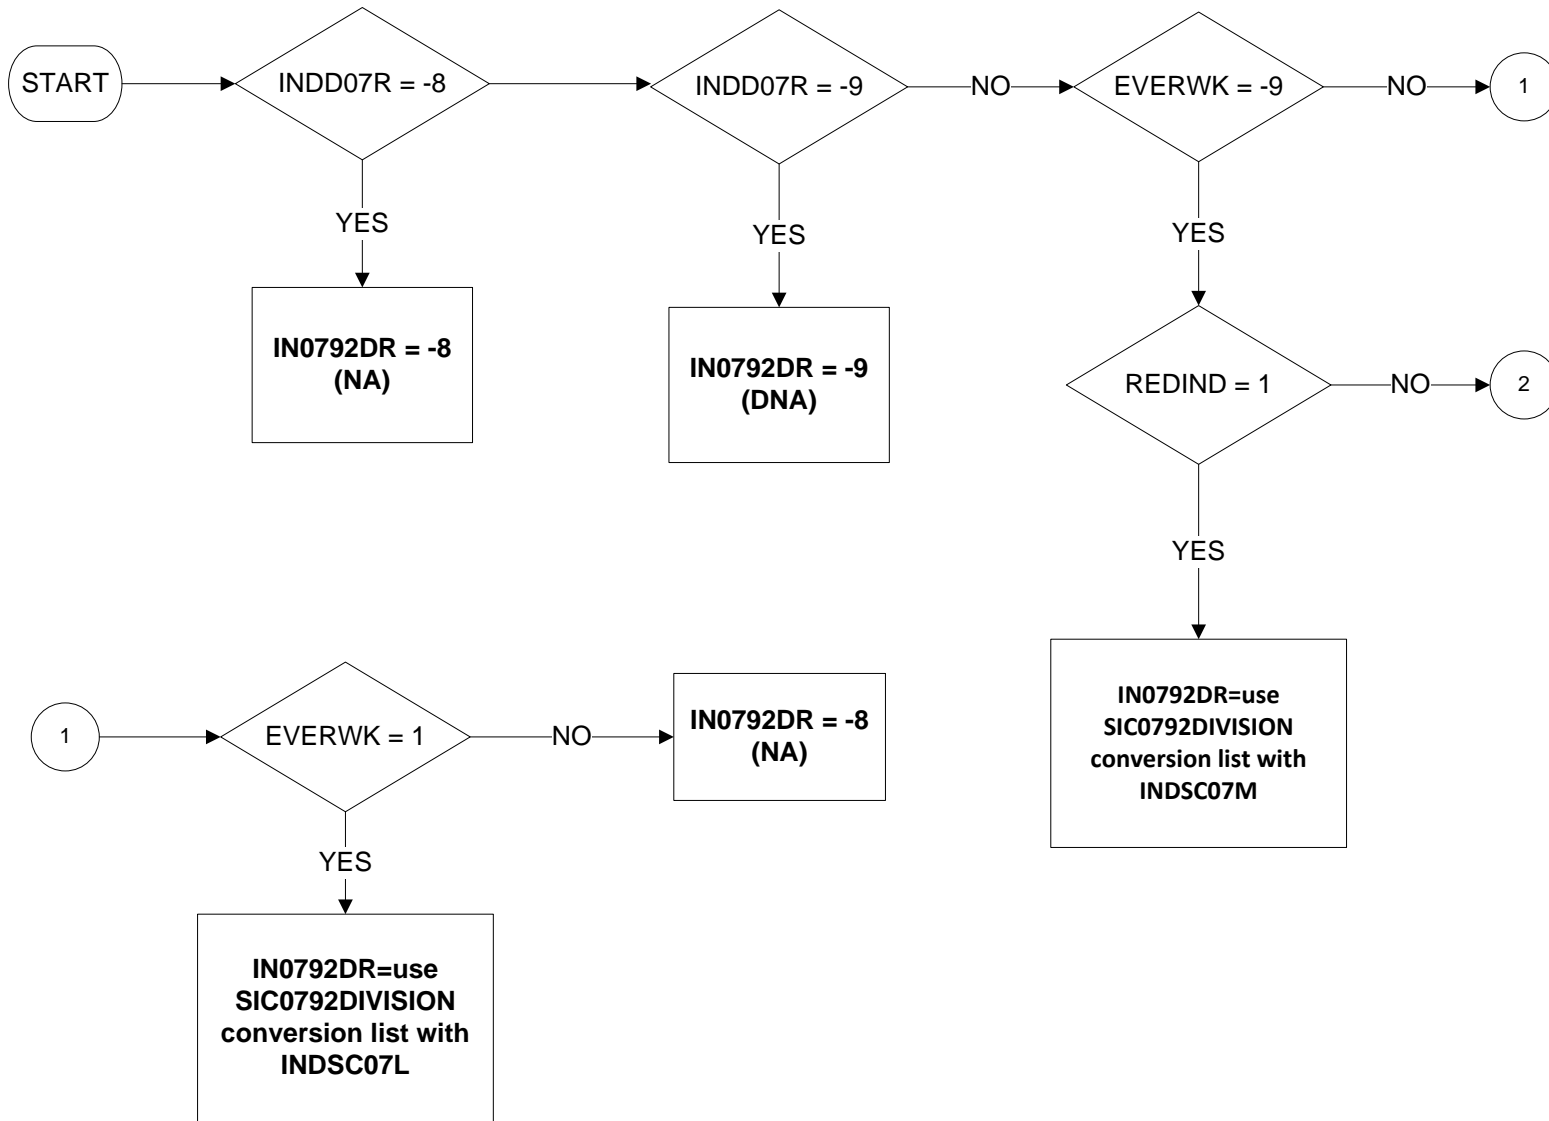 START
INDD07R = -8
INDD07R = -9
NO
EVERWK = -9
NO
1
YES
YES
YES
IN0792DR = -8
(NA)
IN0792DR = -9
(DNA)
REDIND = 1
NO
2
YES
1
EVERWK = 1
NO
IN0792DR = -8
(NA)
IN0792DR=use
SIC0792DIVISION
conversion list with
INDSC07M
YES
IN0792DR=use
SIC0792DIVISION
conversion list with
INDSC07L